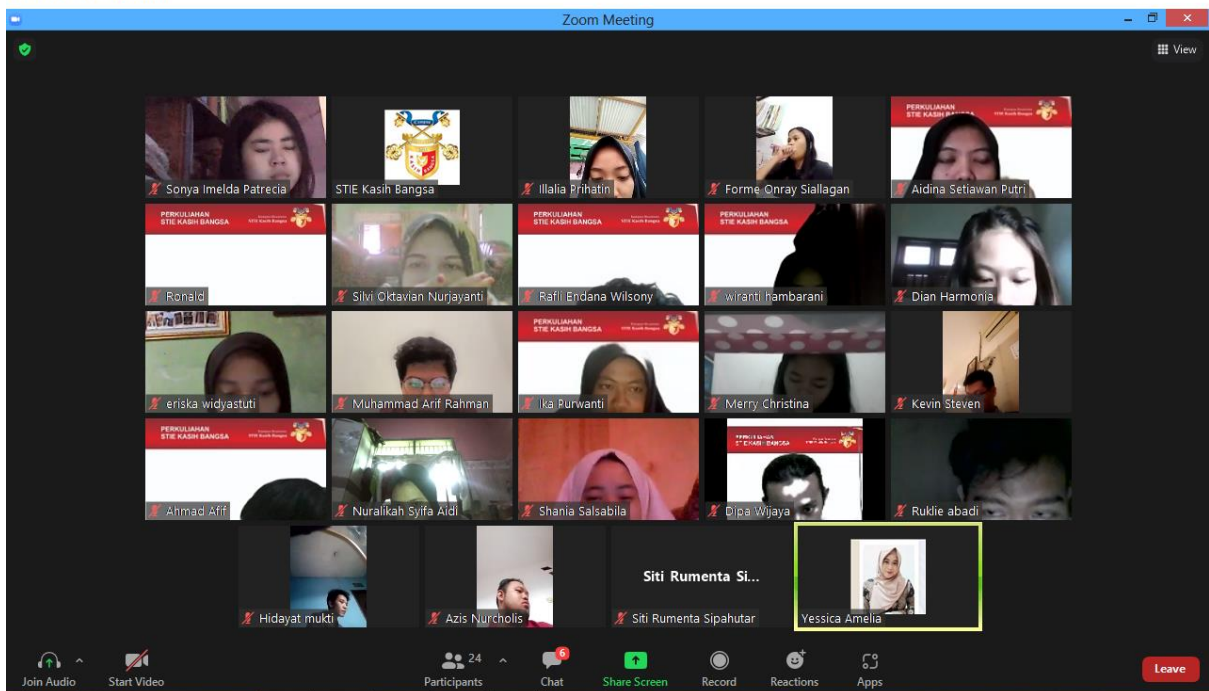 Zoom Meeting
View
Sonya Imelda Patrecia
STIE Kasih Bangsa
Illalia Prihatin
Forme Onray Siallagan
PERKULIAHAN
STIE KASIH BANGSA
Aidina Setiawan Putri
PERKULIAHAN
STIE KASIH BANGSA
Ronald
Silvi Oktavian Nurjayanti
PERKULIAHAN
STIE KASIH BANGSA
Rafli Endana Wilsony
PERKULIAHAN
STIE KASIH BANGSA
wiranti hambarani
Dian Harmonia
eriska widyastuti
Muhammad Arif Rahman
PERKULIAHAN
STIE KASIH BANGSA
Ika Purwanti
Merry Christina
Kevin Steven
PERKULIAHAN
STIE KASIH BANGSA
Ahmad Afif
Nuralikah Syifa Aidi
Shania Salsabila
PERKULIAHAN
STIE KASIH BANGSA
Dipa Wijaya
Ruklie abadi
Hidayat mukti
Azis Nurcholis
Siti Rumenta Si...
Siti Rumenta Sipahutar
Yessica Amelia
Join Audio
Start Video
24
Participants
6
Chat
Share Screen
Record
Reactions
Apps
Leave